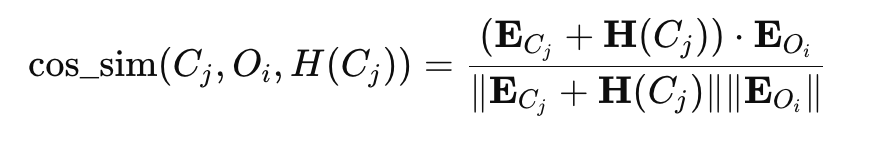 cos_sim(C_j, O_i, H(C_j)) = \frac{(\mathbf{E}_{C_j} + \mathbf{H}(C_j)) \cdot \mathbf{E}_{O_i}}{\|\mathbf{E}_{C_j} + \mathbf{H}(C_j)\| \|\mathbf{E}_{O_i}\|}